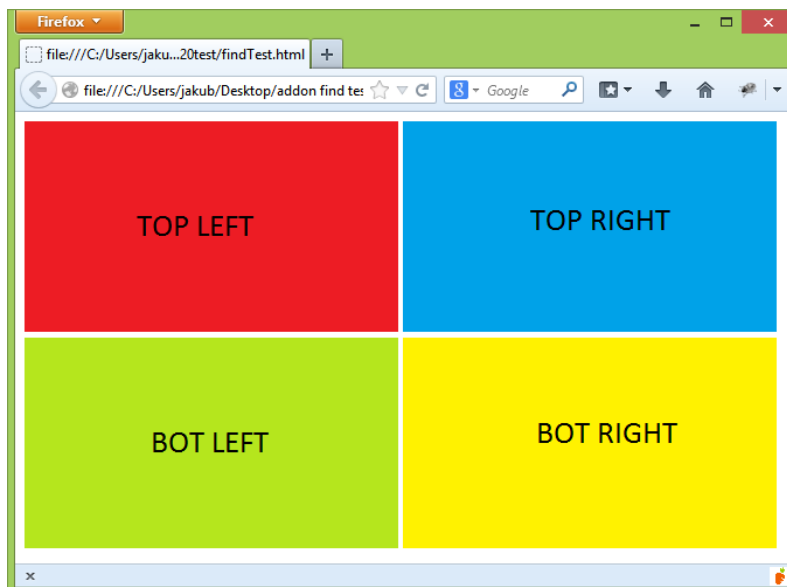 Firefox
file:///C:/Users/jaku...20test/findTest.html
file:///C:/Users/jakub/Desktop/addon find tes
8 Google
TOP LEFT
TOP RIGHT
BOT LEFT
BOT RIGHT